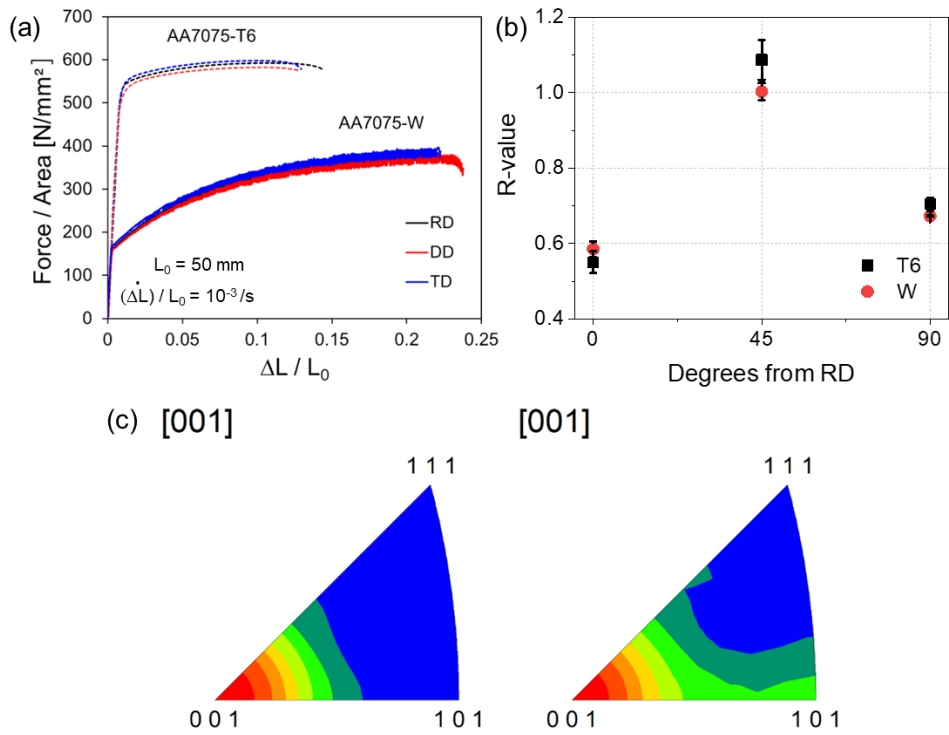 (a)
700
600
500
400
300
200
100
0
Force / Area [N/mm²]
AA7075-T6
AA7075-W
RD
DD
TD
L₀ = 50 mm
(ΔL̇) / L₀ = 10⁻³/s
0
0.05
0.1
0.15
0.2
0.25
ΔL / L₀
(b)
1.2
1.0
0.8
0.6
0.4
R-value
T6
W
0
45
90
Degrees from RD
(c)
[001]
1 1 1
0 0 1
1 0 1
[001]
1 1 1
0 0 1
1 0 1